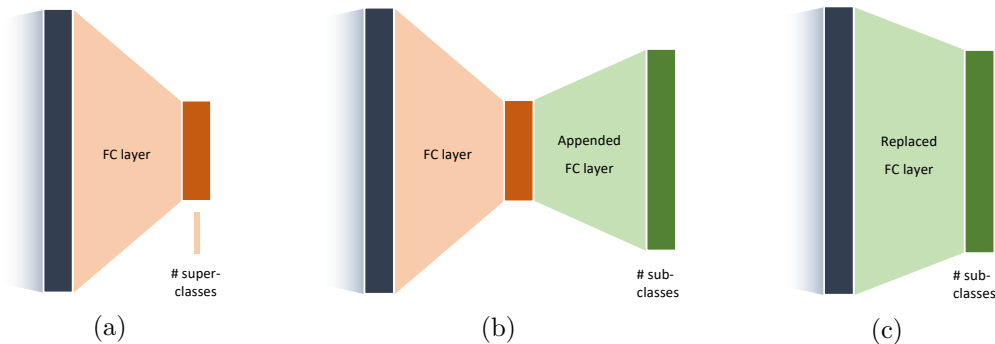 FC layer
# super-
classes
(a)
FC layer
Appended
FC layer
# sub-
classes
(b)
Replaced
FC layer
# sub-
classes
(c)